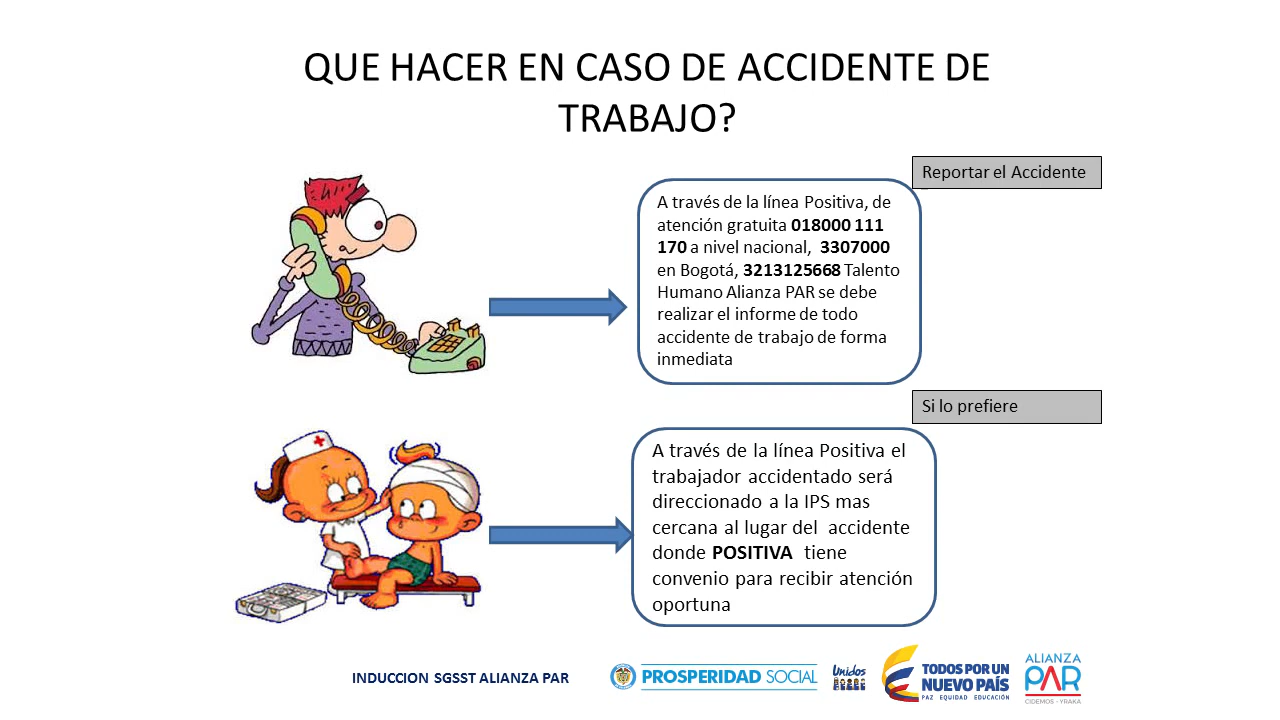 QUE HACER EN CASO DE ACCIDENTE DE
TRABAJO?
Reportar el Accidente
A través de la línea Positiva, de
atención gratuita 018000 111
170 a nivel nacional, 3307000
en Bogotá, 3213125668 Talento
Humano Alianza PAR se debe
realizar el informe de todo
accidente de trabajo de forma
inmediata
Si lo prefiere
A través de la línea Positiva el
trabajador accidentado será
direccionado a la IPS mas
cercana al lugar del accidente
donde POSITIVA tiene
convenio para recibir atención
oportuna
INDUCCION SGSST ALIANZA PAR
PROSPERIDAD SOCIAL
Unidos
TODOS POR UN
NUEVO PAÍS
PAZ EQUIDAD EDUCACIÓN
ALIANZA
PAR
CIDEMOS - YRAKA